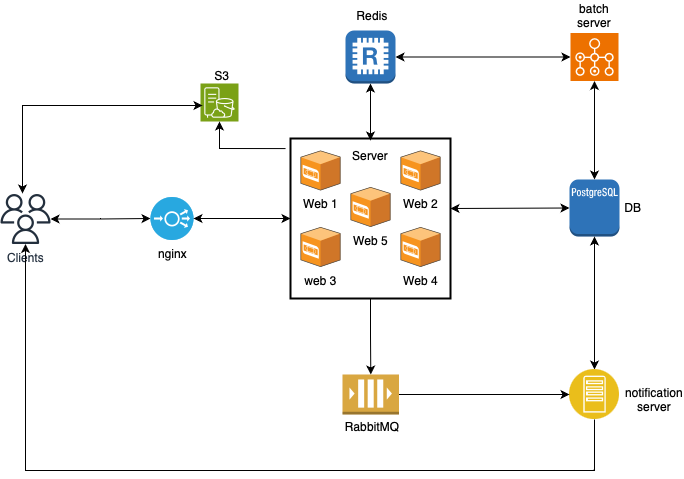 Redis
batch
server
R
S3
Server
Web 1
Web 2
PostgreSQL
DB
Web 5
Clients
nginx
web 3
Web 4
RabbitMQ
notification
server